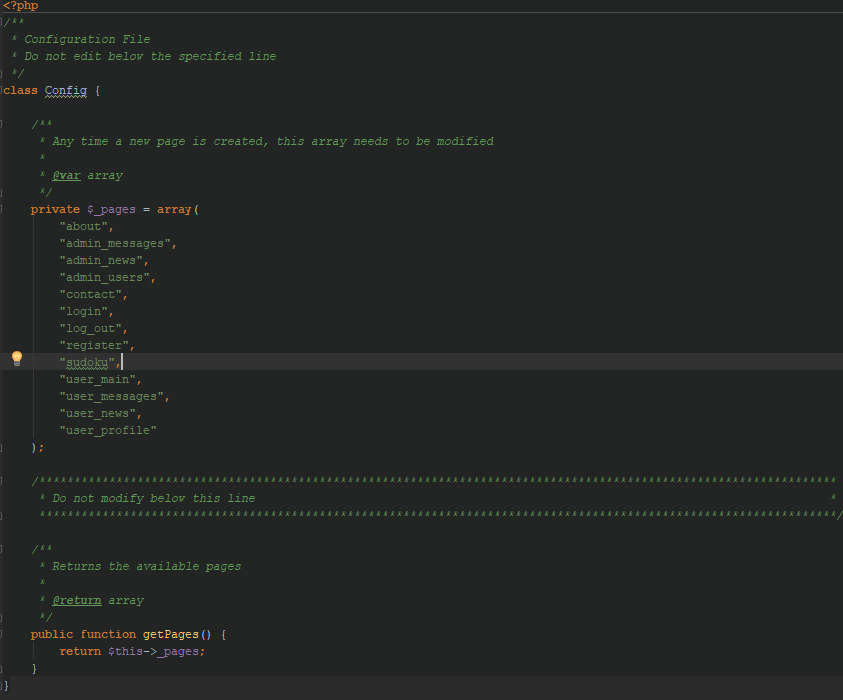 <?php
/**
 * Configuration File
 * Do not edit below the specified line
 */
class Config {
    /**
     * Any time a new page is created, this array needs to be modified
     *
     * @var array
     */
    private $_pages = array(
        "about",
        "admin_messages",
        "admin_news",
        "admin_users",
        "contact",
        "login",
        "log_out",
        "register",
        "sudoku",
        "user_main",
        "user_messages",
        "user_news",
        "user_profile"
    );
    /******************************************************************************************************************
     * Do not modify below this line                                                                                  *
     ******************************************************************************************************************/
    /**
     * Returns the available pages
     *
     * @return array
     */
    public function getPages() {
        return $this->_pages;
    }
}